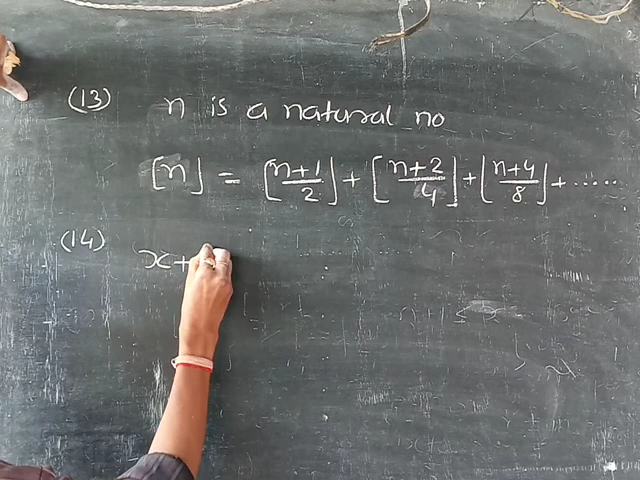 (13) n is a natural no
[n] = [n+1/2] + [n+2/4] + [n+4/8] + .....
(14) x+